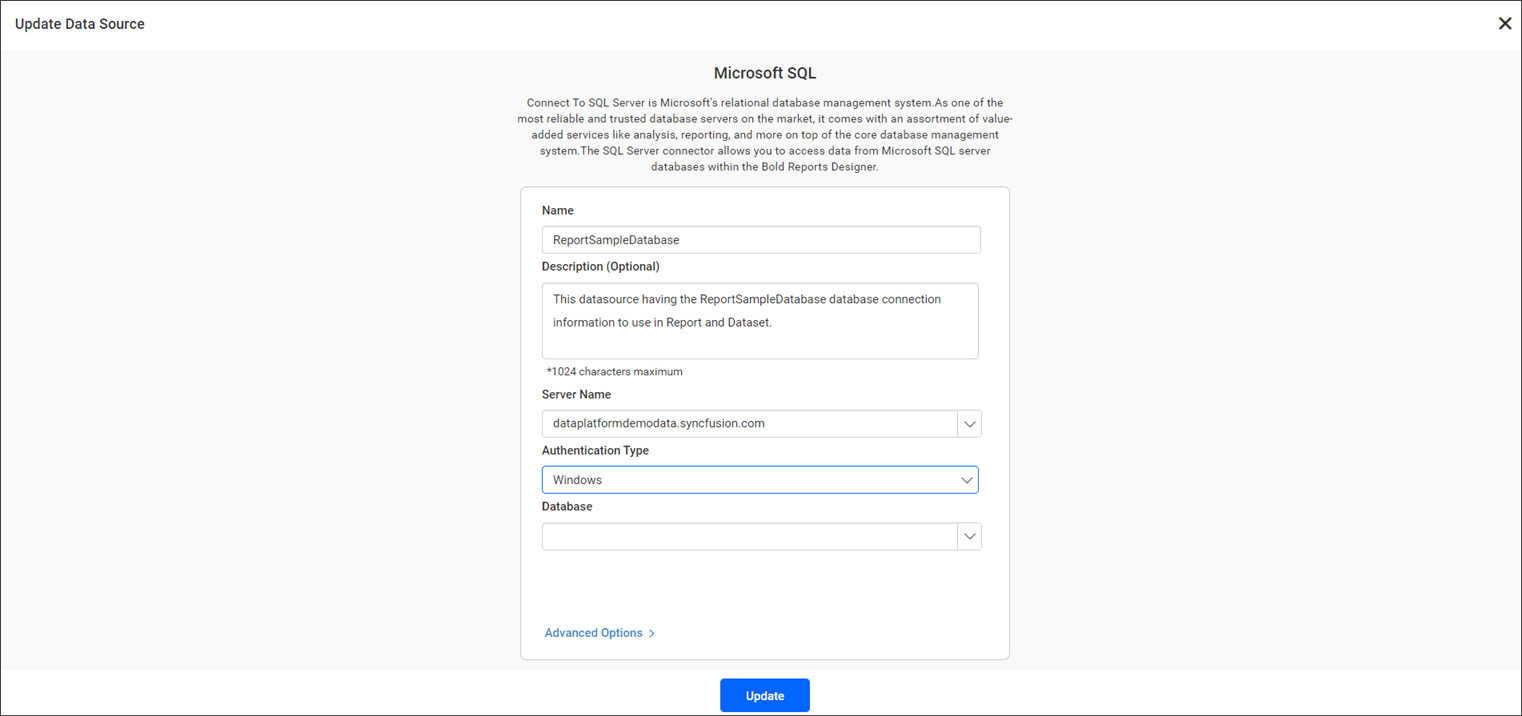 Update Data Source
Microsoft SQL
Connect To SQL Server is Microsoft's relational database management system.As one of the
most reliable and trusted database servers on the market, it comes with an assortment of value-
added services like analysis, reporting, and more on top of the core database management
system.The SQL Server connector allows you to access data from Microsoft SQL server
databases within the Bold Reports Designer.
Name
ReportSampleDatabase
Description (Optional)
This datasource having the ReportSampleDatabase database connection
information to use in Report and Dataset.
*1024 characters maximum
Server Name
dataplatformdemodata.syncfusion.com
Authentication Type
Windows
Database
Advanced Options
Update